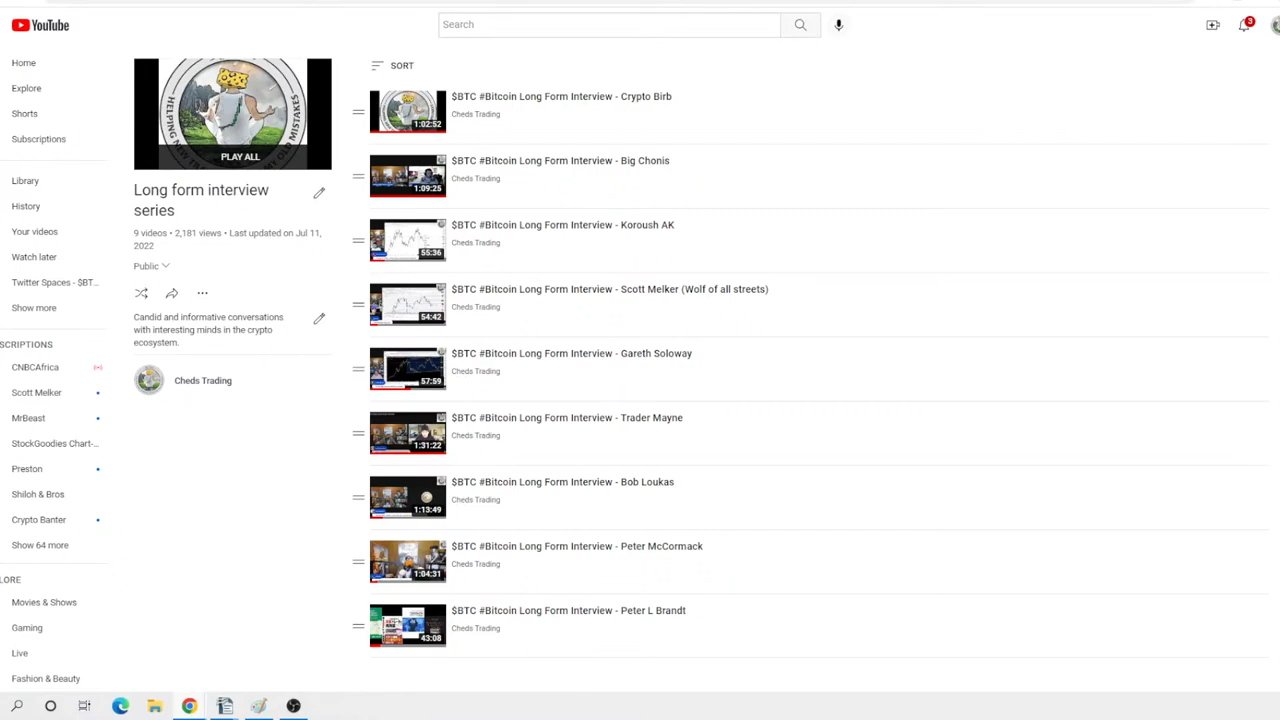 YouTube
Search
3
Home
Explore
Shorts
Subscriptions
Library
History
Your videos
Watch later
Twitter Spaces - $BT...
Show more
SCRIPTIONS
CNBCAfrica
Scott Melker
MrBeast
StockGoodies Chart-...
Preston
Shiloh & Bros
Crypto Banter
Show 64 more
LORE
Movies & Shows
Gaming
Live
Fashion & Beauty
HELPING NEW
MY OLD MISTAKES
PLAY ALL
Long form interview
series
9 videos • 2,181 views • Last updated on Jul 11,
2022
Public
Candid and informative conversations
with interesting minds in the crypto
ecosystem.
Cheds Trading
SORT
$BTC #Bitcoin Long Form Interview - Crypto Birb
Cheds Trading
1:02:52
$BTC #Bitcoin Long Form Interview - Big Chonis
Cheds Trading
1:09:25
$BTC #Bitcoin Long Form Interview - Koroush AK
Cheds Trading
55:36
$BTC #Bitcoin Long Form Interview - Scott Melker (Wolf of all streets)
Cheds Trading
54:42
$BTC #Bitcoin Long Form Interview - Gareth Soloway
Cheds Trading
57:59
$BTC #Bitcoin Long Form Interview - Trader Mayne
Cheds Trading
1:31:22
$BTC #Bitcoin Long Form Interview - Bob Loukas
Cheds Trading
1:13:49
$BTC #Bitcoin Long Form Interview - Peter McCormack
Cheds Trading
1:04:31
$BTC #Bitcoin Long Form Interview - Peter L Brandt
Cheds Trading
43:08